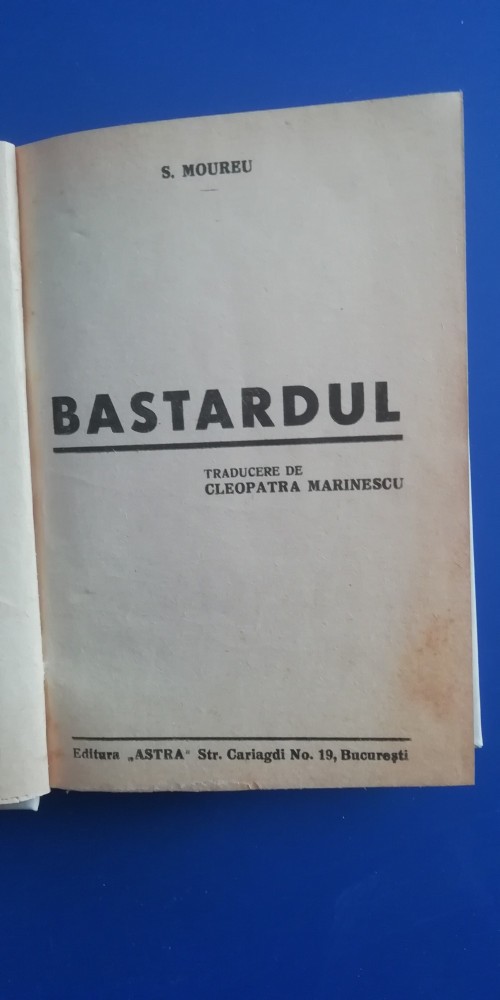 S. MOUREU
BASTARDUL
TRADUCERE DE
CLEOPATRA MARINESCU
Editura „ASTRA" Str. Cariagdi No. 19, București